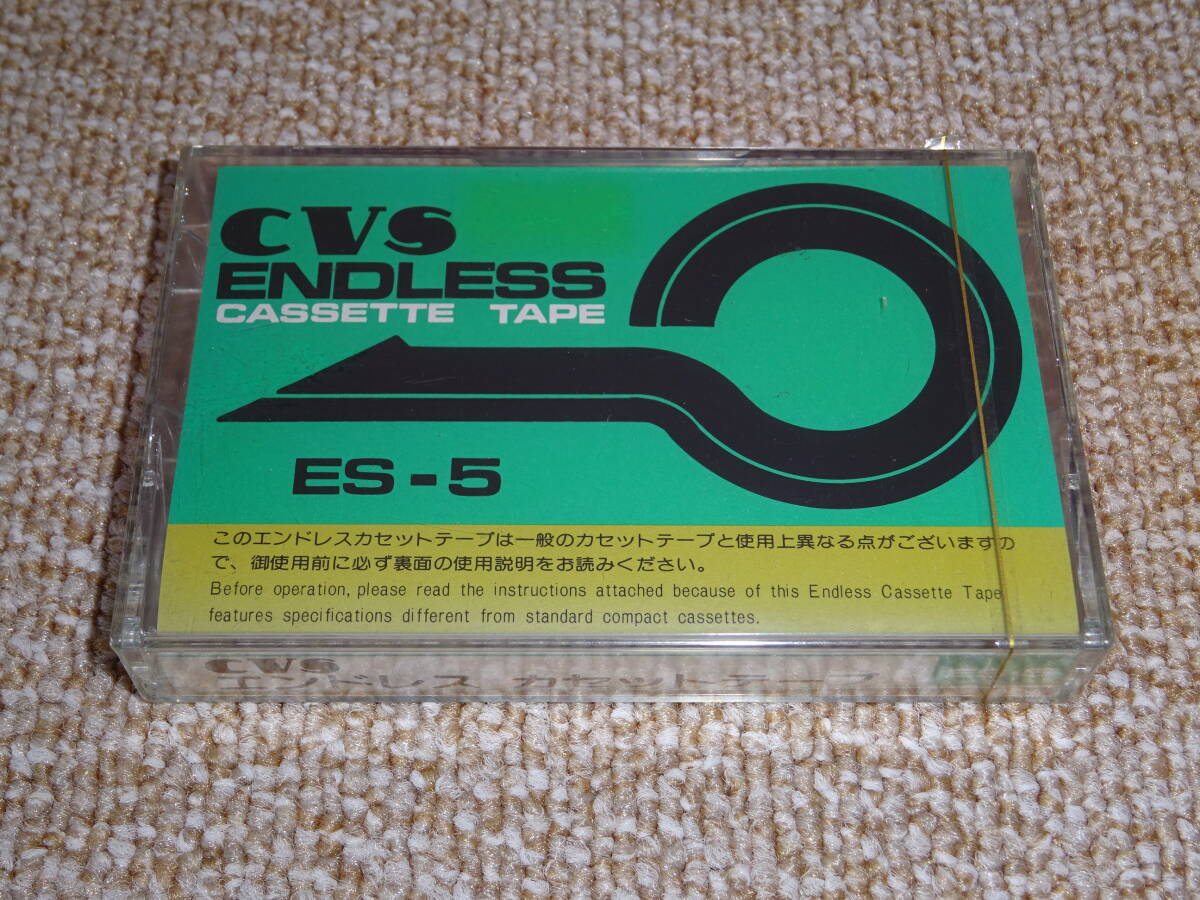 CVS
ENDLESS
CASSETTE TAPE
ES-5
このエンドレスカセットテープは一般のカセットテープと使用上異なる点がございますの
で、御使用前に必ず裏面の使用説明をお読みください。
Before operation, please read the instructions attached because of this Endless Cassette Tape
features specifications different from standard compact cassettes.
CVS
エンドレス カセットテープ